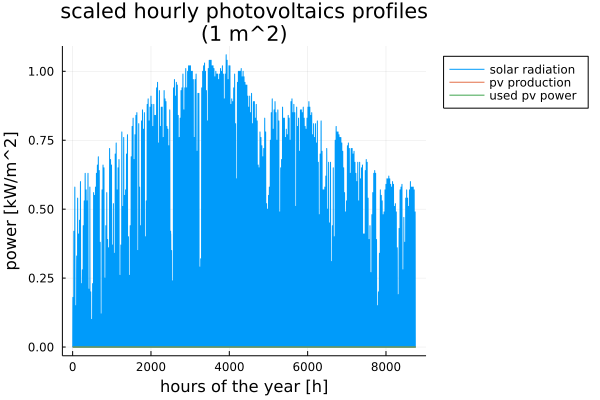 scaled hourly photovoltaics profiles
(1 m^2)
solar radiation
pv production
used pv power
power [kW/m^2]
1.00
0.75
0.50
0.25
0.00
0 2000 4000 6000 8000
hours of the year [h]